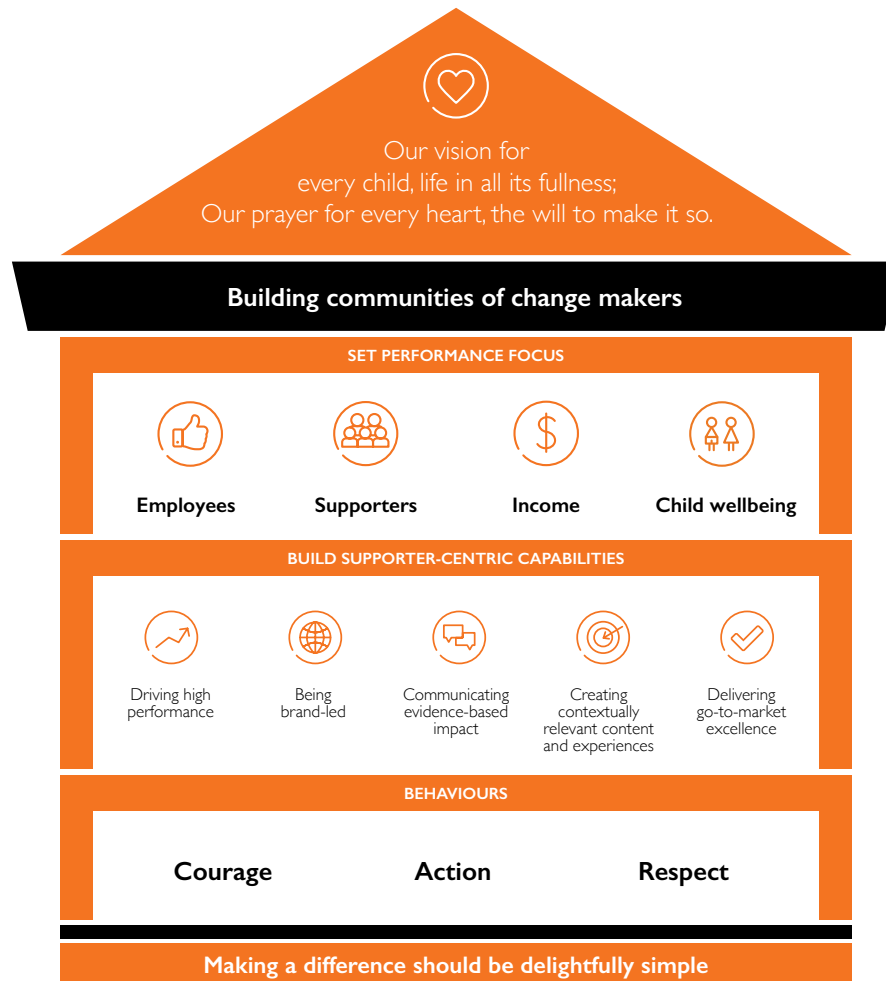 Our vision for
every child, life in all its fullness;
Our prayer for every heart, the will to make it so.
Building communities of change makers
SET PERFORMANCE FOCUS
Employees
Supporters
Income
Child wellbeing
BUILD SUPPORTER-CENTRIC CAPABILITIES
Driving high
performance
Being
brand-led
Communicating
evidence-based
impact
Creating
contextually
relevant content
and experiences
Delivering
go-to-market
excellence
BEHAVIOURS
Courage
Action
Respect
Making a difference should be delightfully simple